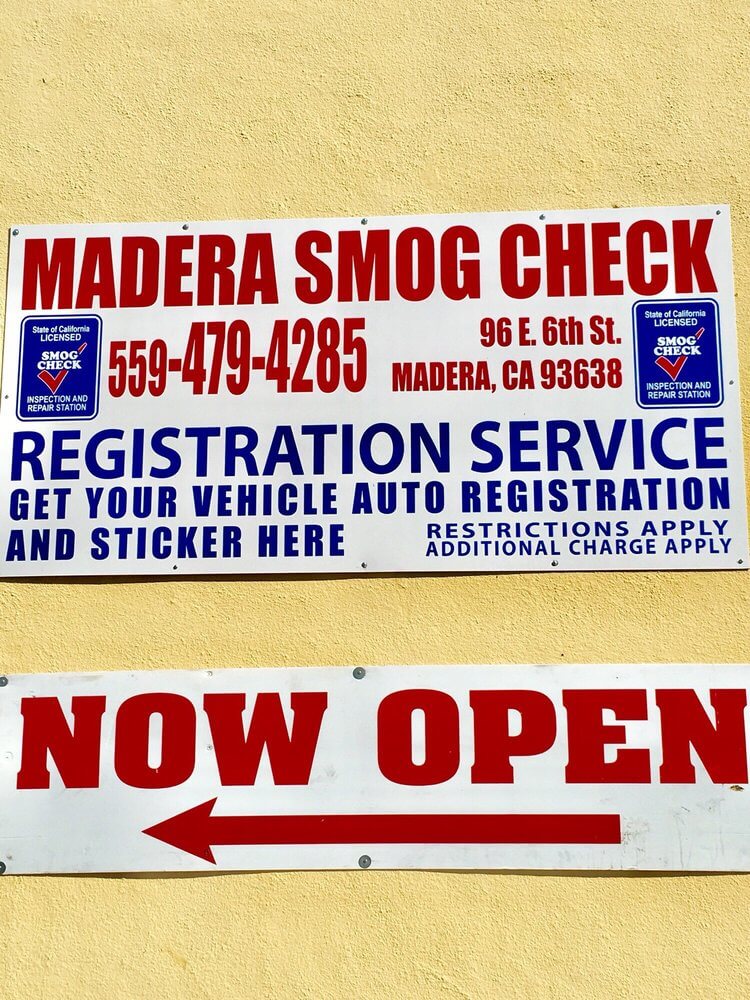 MADERA SMOG CHECK
State of California
LICENSED
SMOG
CHECK
INSPECTION AND
REPAIR STATION
559-479-4285
96 E. 6th St.
MADERA, CA 93638
State of California
LICENSED
SMOG
CHECK
INSPECTION AND
REPAIR STATION
REGISTRATION SERVICE
GET YOUR VEHICLE AUTO REGISTRATION
AND STICKER HERE
RESTRICTIONS APPLY
ADDITIONAL CHARGE APPLY
NOW OPEN